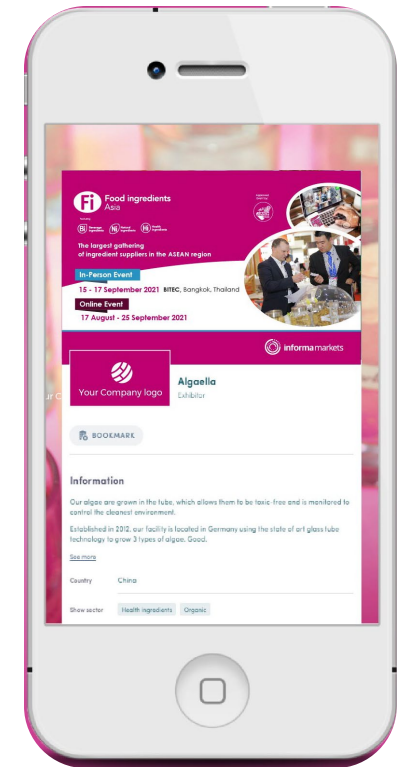 Fi Food ingredients
Asia
The largest gathering
of ingredient suppliers in the ASEAN region
In-Person Event
15 - 17 September 2021 BITEC, Bangkok, Thailand
Online Event
17 August - 25 September 2021
informamarkets
Your Company logo
Algaella
Exhibitor
BOOKMARK
Information
Our algae are grown in the tube, which allows them to be toxic-free and is monitored to
control the cleanest environment.
Established in 2012, our facility is located in Germany using the state of art glass tube
technology to grow 3 types of algae. Good.
See more
Country China
Show sector Health ingredients Organic